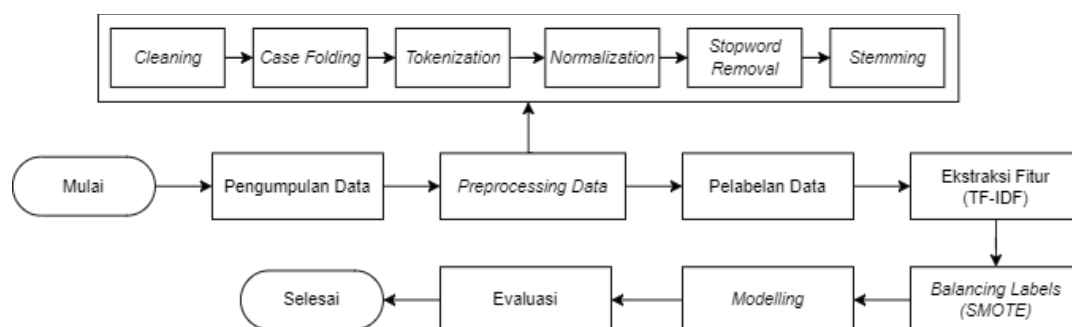 Cleaning
Case Folding
Tokenization
Normalization
Stopword
Removal
Stemming
Mulai
Pengumpulan Data
Preprocessing Data
Pelabelan Data
Ekstraksi Fitur
(TF-IDF)
Selesai
Evaluasi
Modelling
Balancing Labels
(SMOTE)